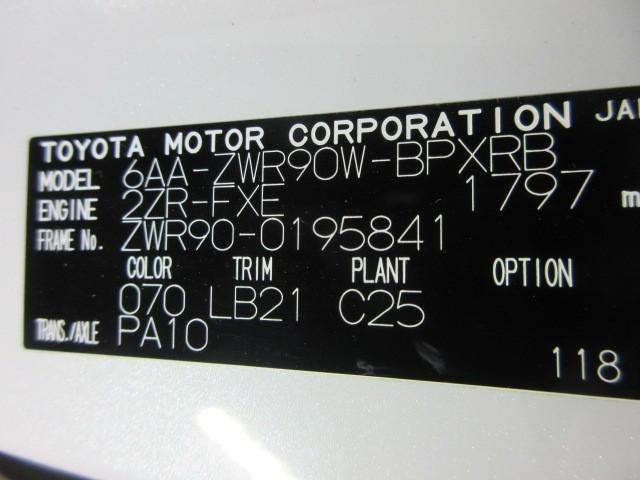 TOYOTA MOTOR CORPORATION JA
MODEL 6AA-ZWR90W-BPXRB
ENGINE 2ZR-FXE 1797 m
FRAME No. ZWR90-0195841
COLOR TRIM PLANT OPTION
070 LB21 C25
TRANS./AXLE PA10
118